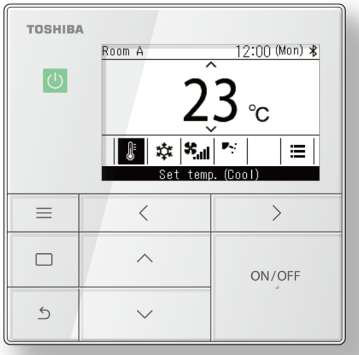 TOSHIBA
Room A 12:00 (Mon)
23 °C
Set temp. (Cool)
ON/OFF